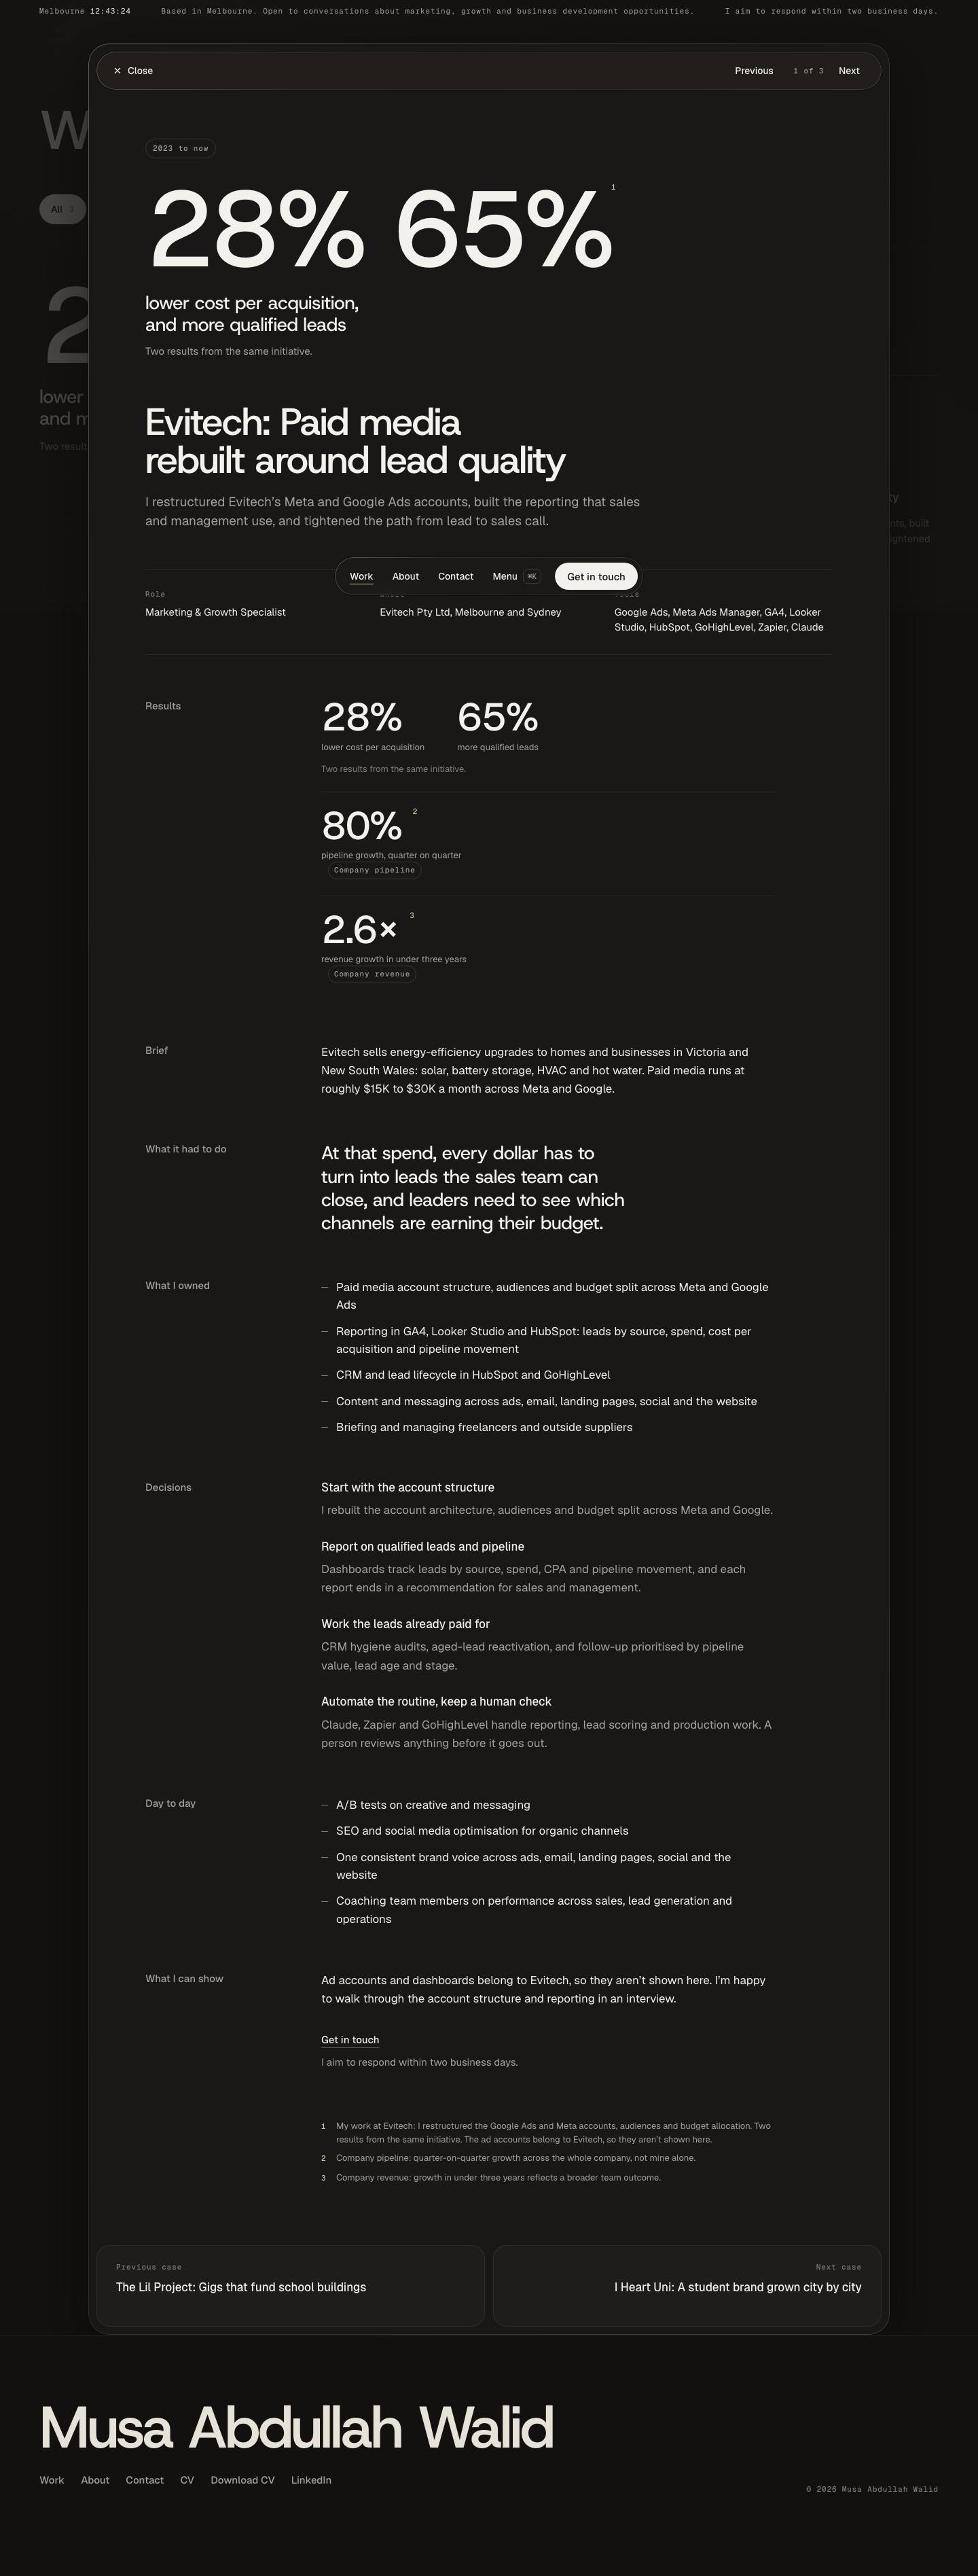 Melbourne 12:43:24
Based in Melbourne. Open to conversations about marketing, growth and business development opportunities.
I aim to respond within two business days.
W
All 3
2
lower
and m
Two result
× Close
Previous
1 of 3
Next
2023 to now
28% 65% 1
lower cost per acquisition,
and more qualified leads
Two results from the same initiative.
Evitech: Paid media
rebuilt around lead quality
I restructured Evitech's Meta and Google Ads accounts, built the reporting that sales
and management use, and tightened the path from lead to sales call.
ty
nts, built
ightened
Work
About
Contact
Menu ⌘K
Get in touch
Role
Marketing & Growth Specialist
Evitech Pty Ltd, Melbourne and Sydney
Google Ads, Meta Ads Manager, GA4, Looker
Studio, HubSpot, GoHighLevel, Zapier, Claude
Results
28%
65%
lower cost per acquisition
more qualified leads
Two results from the same initiative.
80% 2
pipeline growth, quarter on quarter
Company pipeline
2.6× 3
revenue growth in under three years
Company revenue
Brief
Evitech sells energy-efficiency upgrades to homes and businesses in Victoria and
New South Wales: solar, battery storage, HVAC and hot water. Paid media runs at
roughly $15K to $30K a month across Meta and Google.
What it had to do
At that spend, every dollar has to
turn into leads the sales team can
close, and leaders need to see which
channels are earning their budget.
What I owned
— Paid media account structure, audiences and budget split across Meta and Google
Ads
— Reporting in GA4, Looker Studio and HubSpot: leads by source, spend, cost per
acquisition and pipeline movement
— CRM and lead lifecycle in HubSpot and GoHighLevel
— Content and messaging across ads, email, landing pages, social and the website
— Briefing and managing freelancers and outside suppliers
Decisions
Start with the account structure
I rebuilt the account architecture, audiences and budget split across Meta and Google.
Report on qualified leads and pipeline
Dashboards track leads by source, spend, CPA and pipeline movement, and each
report ends in a recommendation for sales and management.
Work the leads already paid for
CRM hygiene audits, aged-lead reactivation, and follow-up prioritised by pipeline
value, lead age and stage.
Automate the routine, keep a human check
Claude, Zapier and GoHighLevel handle reporting, lead scoring and production work. A
person reviews anything before it goes out.
Day to day
— A/B tests on creative and messaging
— SEO and social media optimisation for organic channels
— One consistent brand voice across ads, email, landing pages, social and the
website
— Coaching team members on performance across sales, lead generation and
operations
What I can show
Ad accounts and dashboards belong to Evitech, so they aren't shown here. I'm happy
to walk through the account structure and reporting in an interview.
Get in touch
I aim to respond within two business days.
1 My work at Evitech: I restructured the Google Ads and Meta accounts, audiences and budget allocation. Two
results from the same initiative. The ad accounts belong to Evitech, so they aren't shown here.
2 Company pipeline: quarter-on-quarter growth across the whole company, not mine alone.
3 Company revenue: growth in under three years reflects a broader team outcome.
Previous case
The Lil Project: Gigs that fund school buildings
Next case
I Heart Uni: A student brand grown city by city
Musa Abdullah Walid
Work
About
Contact
CV
Download CV
LinkedIn
© 2026 Musa Abdullah Walid